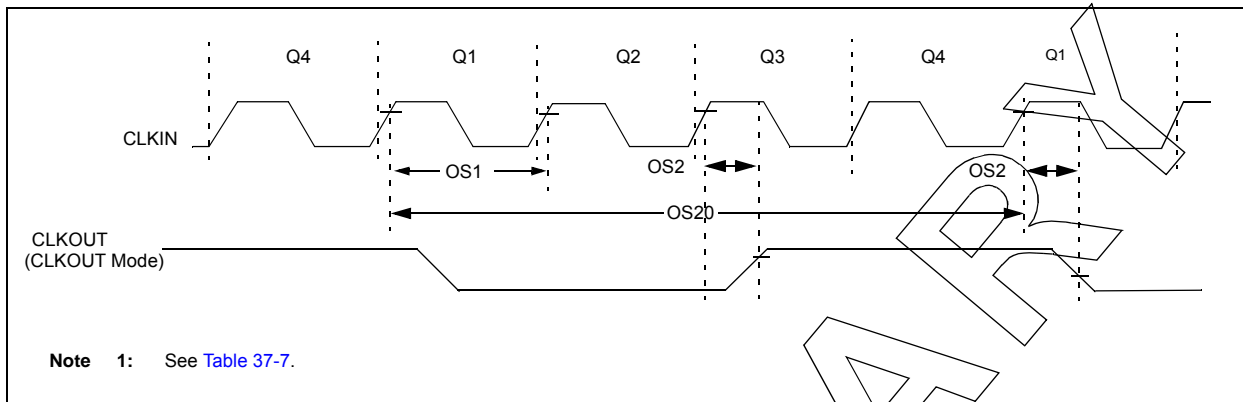 Q4 Q1 Q2 Q3 Q4 Q1
CLKIN
OS1 OS2 OS2
OS20
CLKOUT
(CLKOUT Mode)
Note 1: See Table 37-7.
A R Y